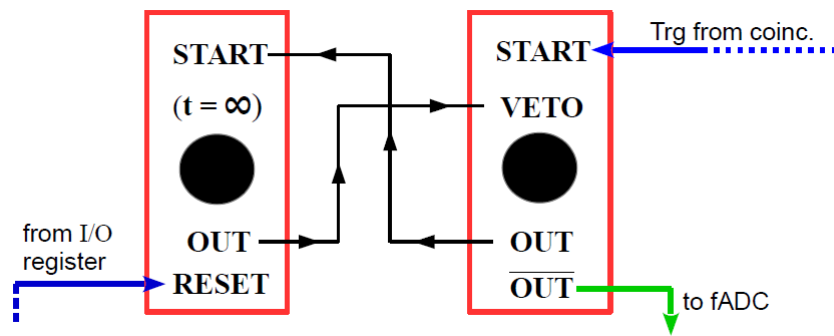 Trg from coinc.
START
START
(t = ∞)
VETO
from I/O
register
OUT
OUT
RESET
OUT
to fADC